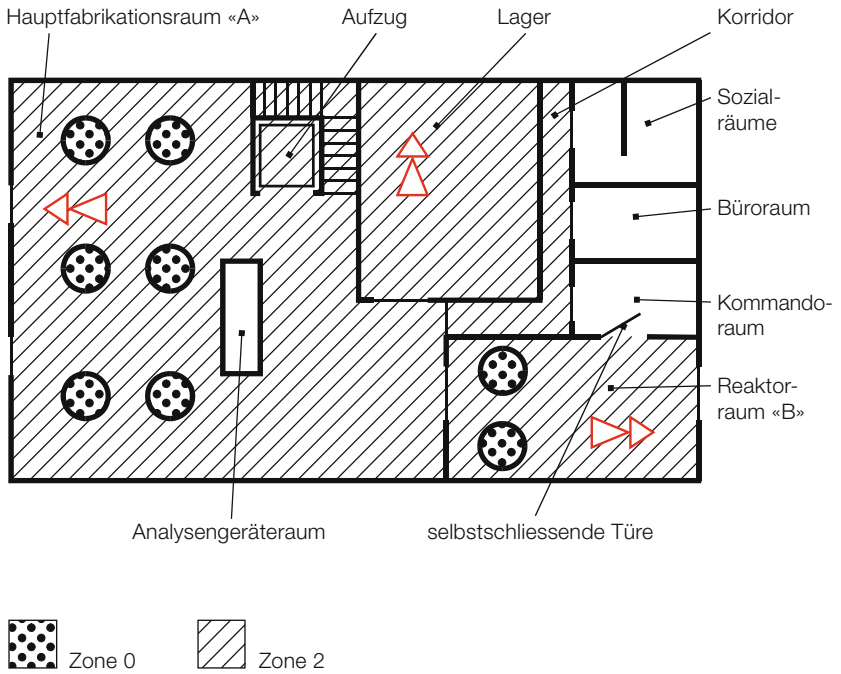 Hauptfabrikationsraum «A»
Aufzug
Lager
Korridor
Sozial-
räume
Büroraum
Kommando-
raum
Reaktor-
raum «B»
Analysengeräteraum
selbstschliessende Türe
Zone 0
Zone 2